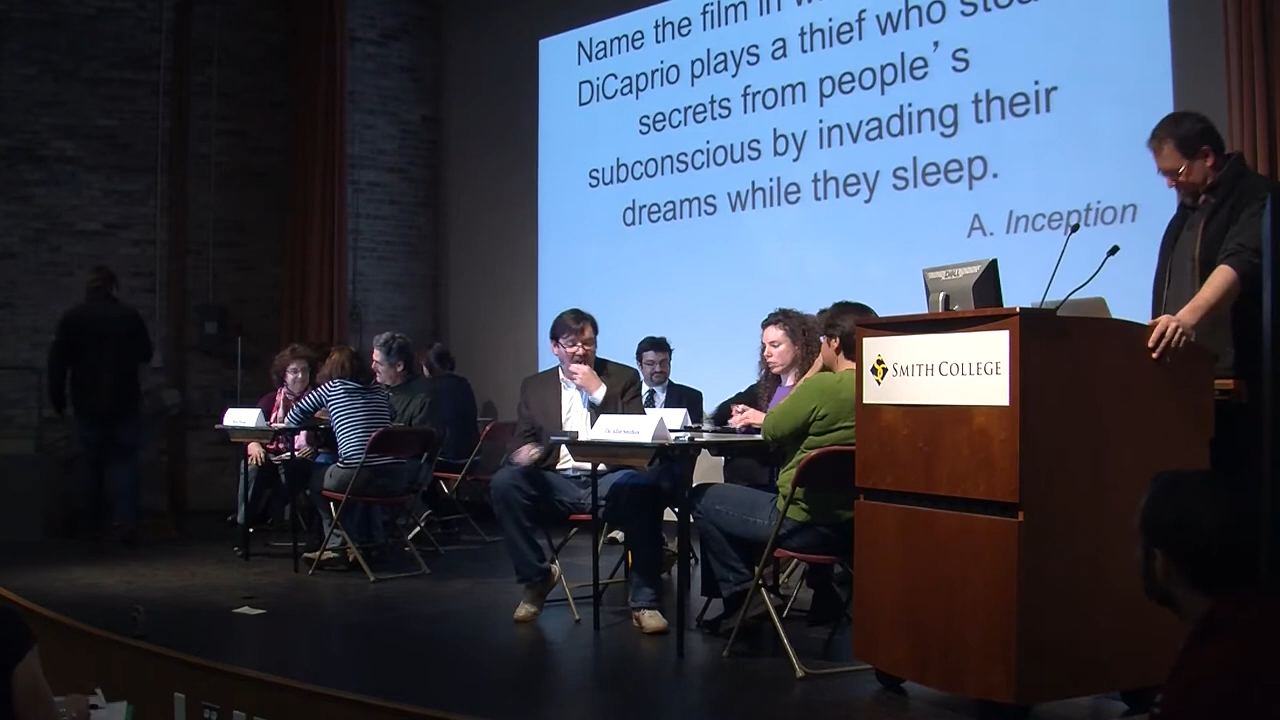 Name the film in
DiCaprio plays a thief who
secrets from people's
subconscious by invading their
dreams while they sleep.
A. Inception
SMITH COLLEGE